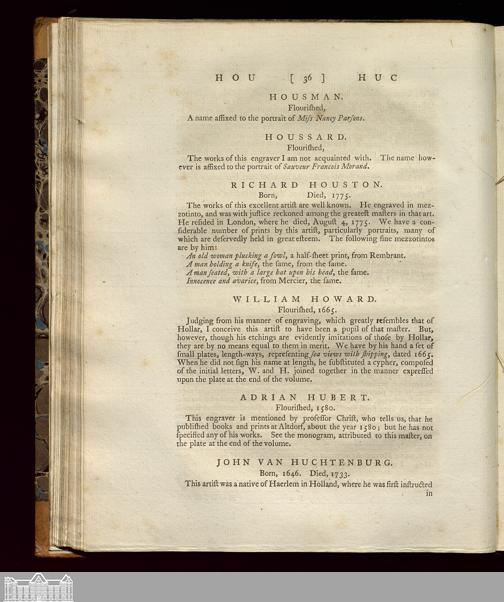 HOU [ 36 ] HUC
HOUSMAN.
Flouriſhed,
A name affixed to the portrait of Miſs Nancy Parſons.
HOUSSARD.
Flouriſhed,
The works of this engraver I am not acquainted with. The name how-
ever is affixed to the portrait of Sauveur Francois Morand.
RICHARD HOUSTON.
Born, Died, 1775.
The works of this excellent artiſt are well known. He engraved in mez-
zotinto, and was with juſtice reckoned among the greateſt maſters in that art.
He reſided in London, where he died, Auguſt 4, 1775. We have a con-
ſiderable number of prints by this artiſt, particularly portraits, many of
which are deſervedly held in great eſteem. The following fine mezzotintos
are by him:
An old woman plucking a fowl, a half-ſheet print, from Rembrant.
A man holding a knife, the ſame, from the ſame.
A man ſeated, with a large hat upon his head, the ſame.
Innocence and avarice, from Mercier, the ſame.
WILLIAM HOWARD.
Flouriſhed, 1665.
Judging from his manner of engraving, which greatly reſembles that of
Hollar, I conceive this artiſt to have been a pupil of that maſter. But,
however, though his etchings are evidently imitations of thoſe by Hollar,
they are by no means equal to them in merit. We have by his hand a ſet of
ſmall plates, length-ways, repreſenting ſea views with ſhipping, dated 1665.
When he did not ſign his name at length, he ſubſtituted a cypher, compoſed
of the initial letters, W. and H. joined together in the manner expreſſed
upon the plate at the end of the volume.
ADRIAN HUBERT.
Flouriſhed, 1580.
This engraver is mentioned by profeſſor Chriſt, who tells us, that he
publiſhed books and prints at Altdorf, about the year 1580; but he has not
ſpecified any of his works. See the monogram, attributed to this maſter, on
the plate at the end of the volume.
JOHN VAN HUCHTENBURG.
Born, 1646. Died, 1733.
This artiſt was a native of Haerlem in Holland, where he was firſt inſtructed
in